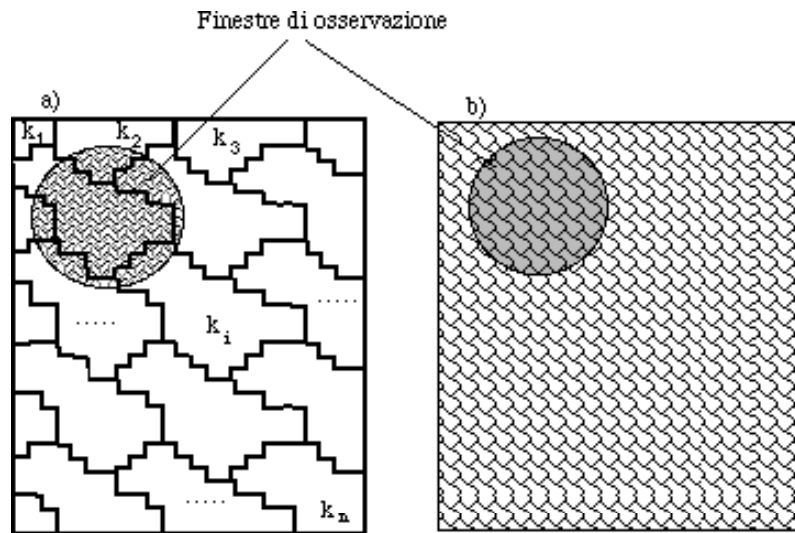 Finestre di osservazione
a)
b)
k1
k2
k3
.....
.....
ki
.....
kn